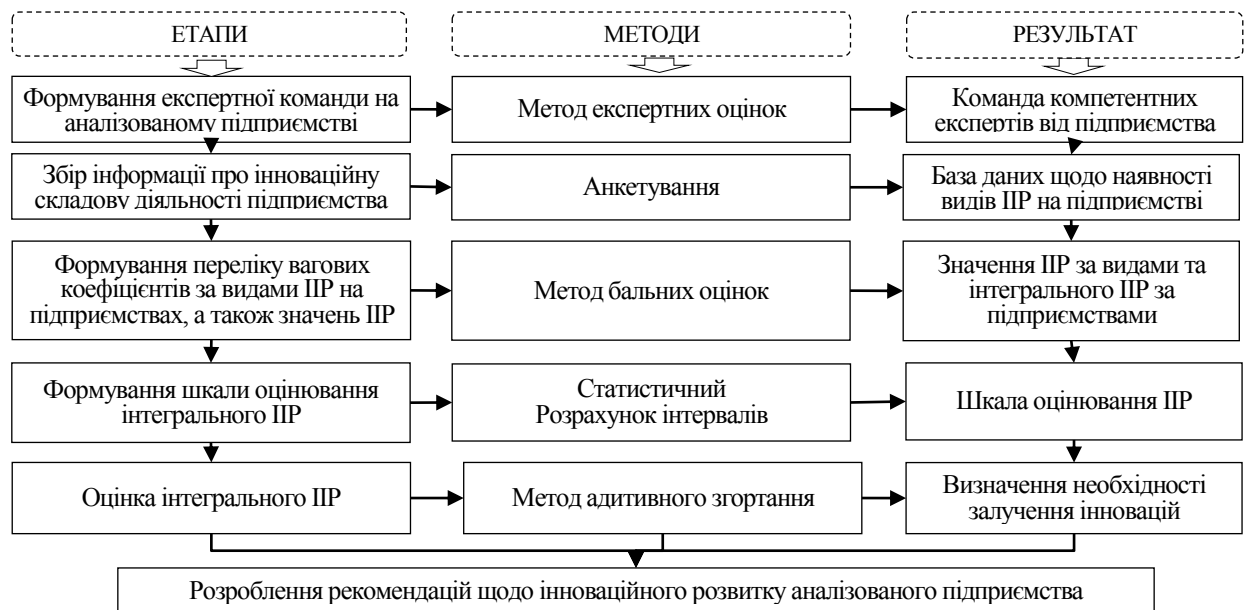 ЕТАПИ
МЕТОДИ
РЕЗУЛЬТАТ
Формування експертної команди на
аналізованому підприємстві
Метод експертних оцінок
Команда компетентних
експертів від підприємства
Збір інформації про інноваційну
складову діяльності підприємства
Анкетування
База даних щодо наявності
видів ІІР на підприємстві
Формування переліку вагових
коефіцієнтів за видами ІІР на
підприємствах, а також значень ІІР
Метод бальних оцінок
Значення ІІР за видами та
інтегрального ІІР за
підприємствами
Формування шкали оцінювання
інтегрального ІІР
Статистичний
Розрахунок інтервалів
Шкала оцінювання ІІР
Оцінка інтегрального ІІР
Метод адитивного згортання
Визначення необхідності
залучення інновацій
Розроблення рекомендацій щодо інноваційного розвитку аналізованого підприємства